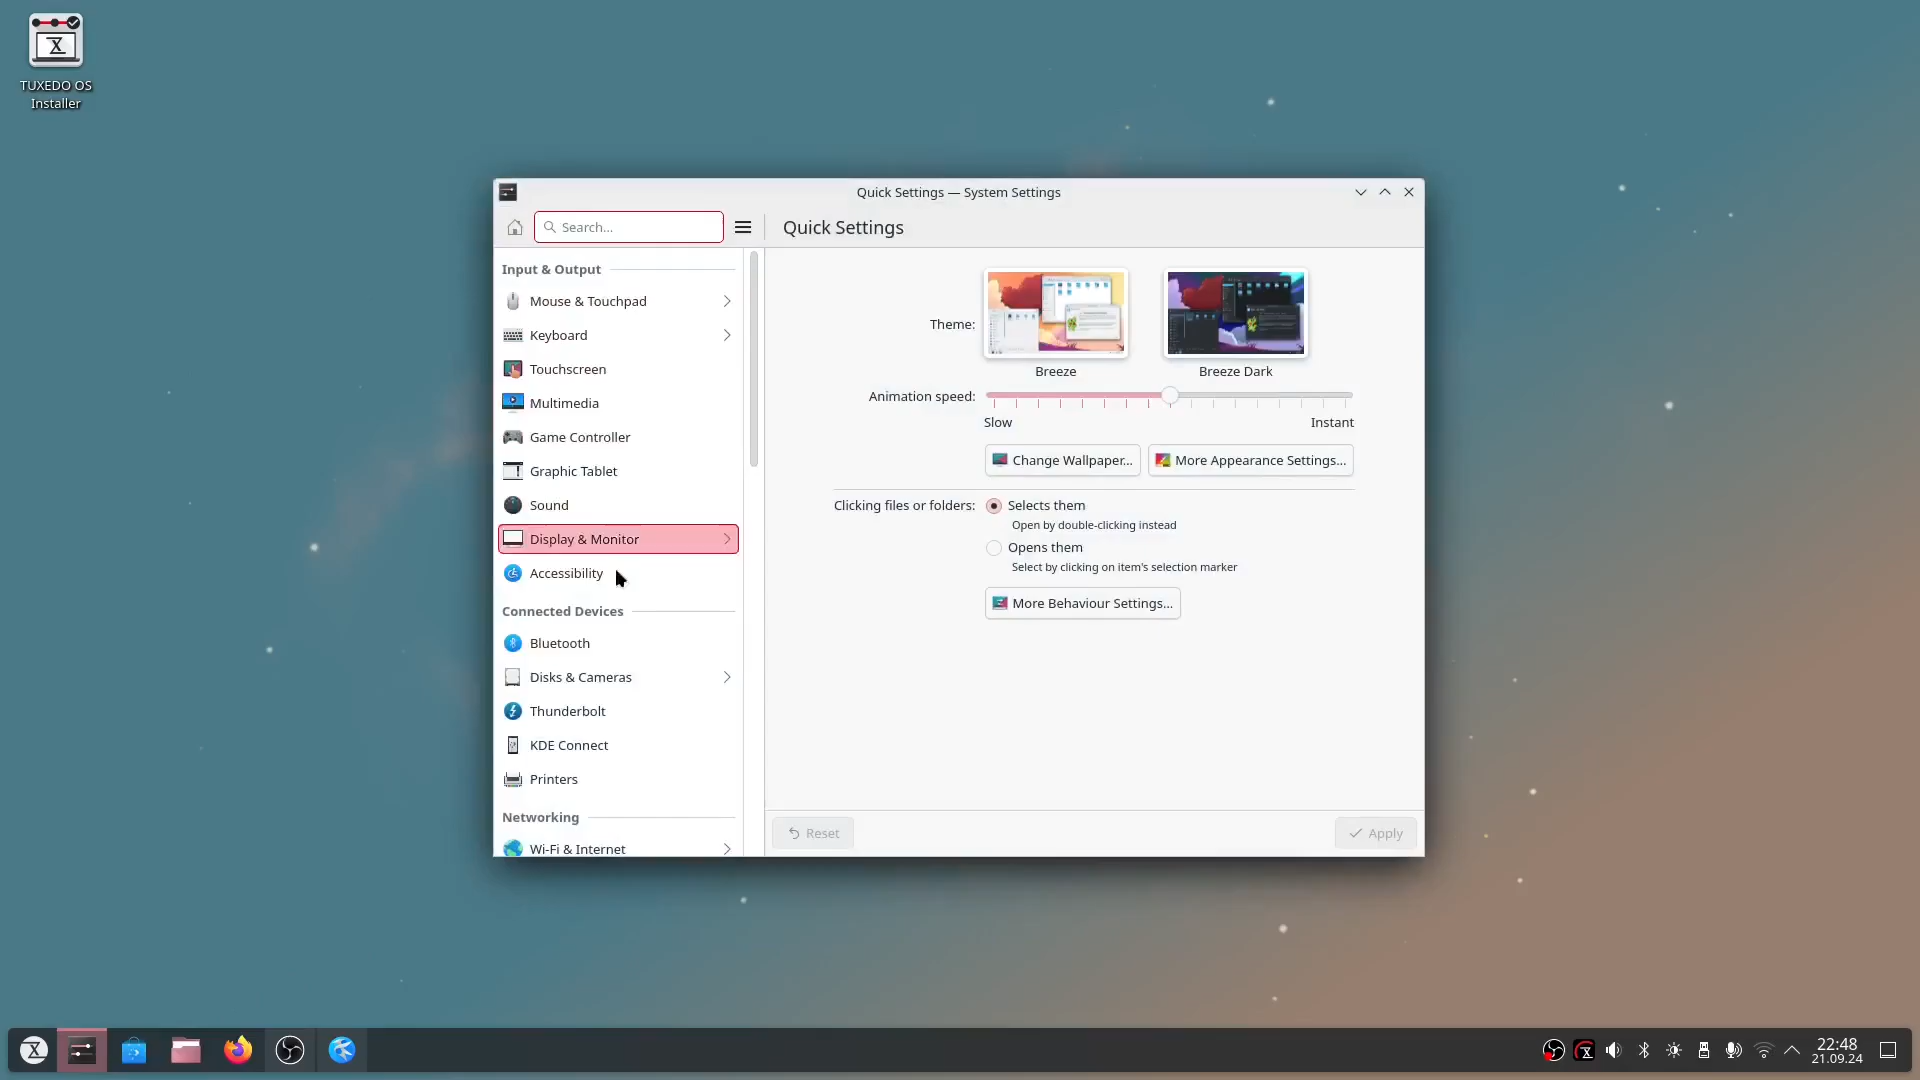 TUXEDO OS
Installer
Quick Settings — System Settings
Search...
Quick Settings
Input & Output
Mouse & Touchpad
Keyboard
Touchscreen
Multimedia
Game Controller
Graphic Tablet
Sound
Display & Monitor
Accessibility
Connected Devices
Bluetooth
Disks & Cameras
Thunderbolt
KDE Connect
Printers
Networking
Wi-Fi & Internet
Theme:
Breeze
Breeze Dark
Animation speed:
Slow
Instant
Change Wallpaper...
More Appearance Settings...
Clicking files or folders:
Selects them
Open by double-clicking instead
Opens them
Select by clicking on item's selection marker
More Behaviour Settings...
Reset
Apply
22:48
21.09.24